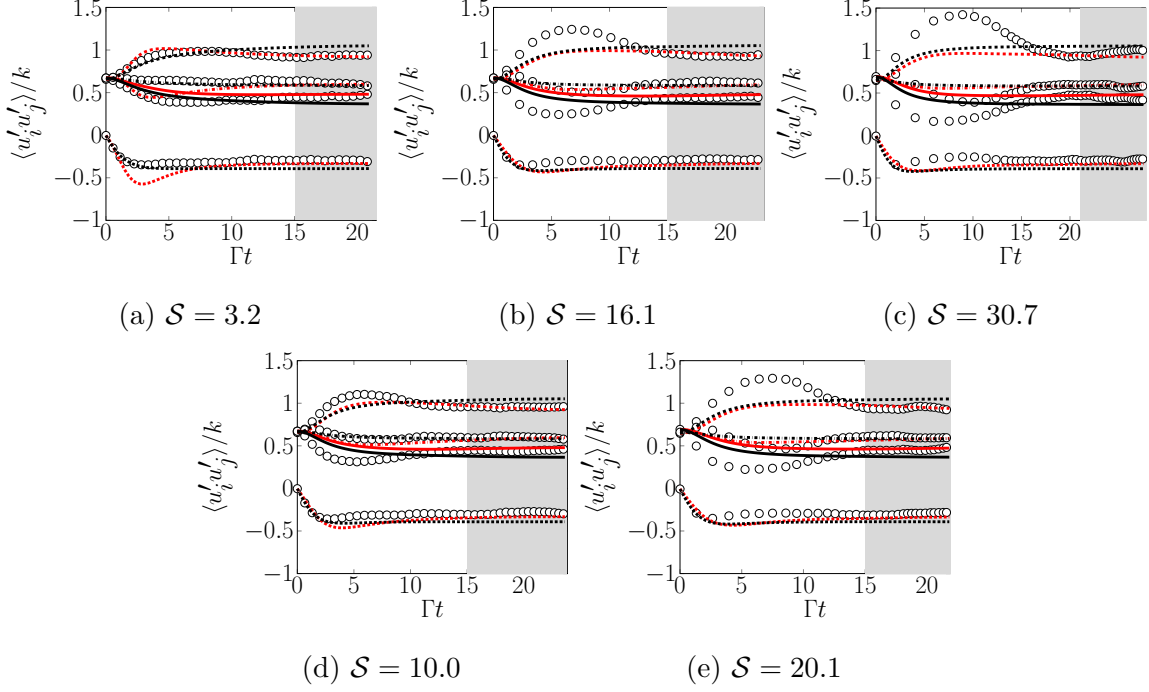 1.5
1
0.5
0
−0.5
−1
0 5 10 15 20
Γt
⟨u′iu′j⟩/k
(a) 𝒮 = 3.2
1.5
1
0.5
0
−0.5
−1
0 5 10 15 20
Γt
⟨u′iu′j⟩/k
(b) 𝒮 = 16.1
1.5
1
0.5
0
−0.5
−1
0 5 10 15 20 25
Γt
⟨u′iu′j⟩/k
(c) 𝒮 = 30.7
1.5
1
0.5
0
−0.5
−1
0 5 10 15 20
Γt
⟨u′iu′j⟩/k
(d) 𝒮 = 10.0
1.5
1
0.5
0
−0.5
−1
0 5 10 15 20
Γt
⟨u′iu′j⟩/k
(e) 𝒮 = 20.1